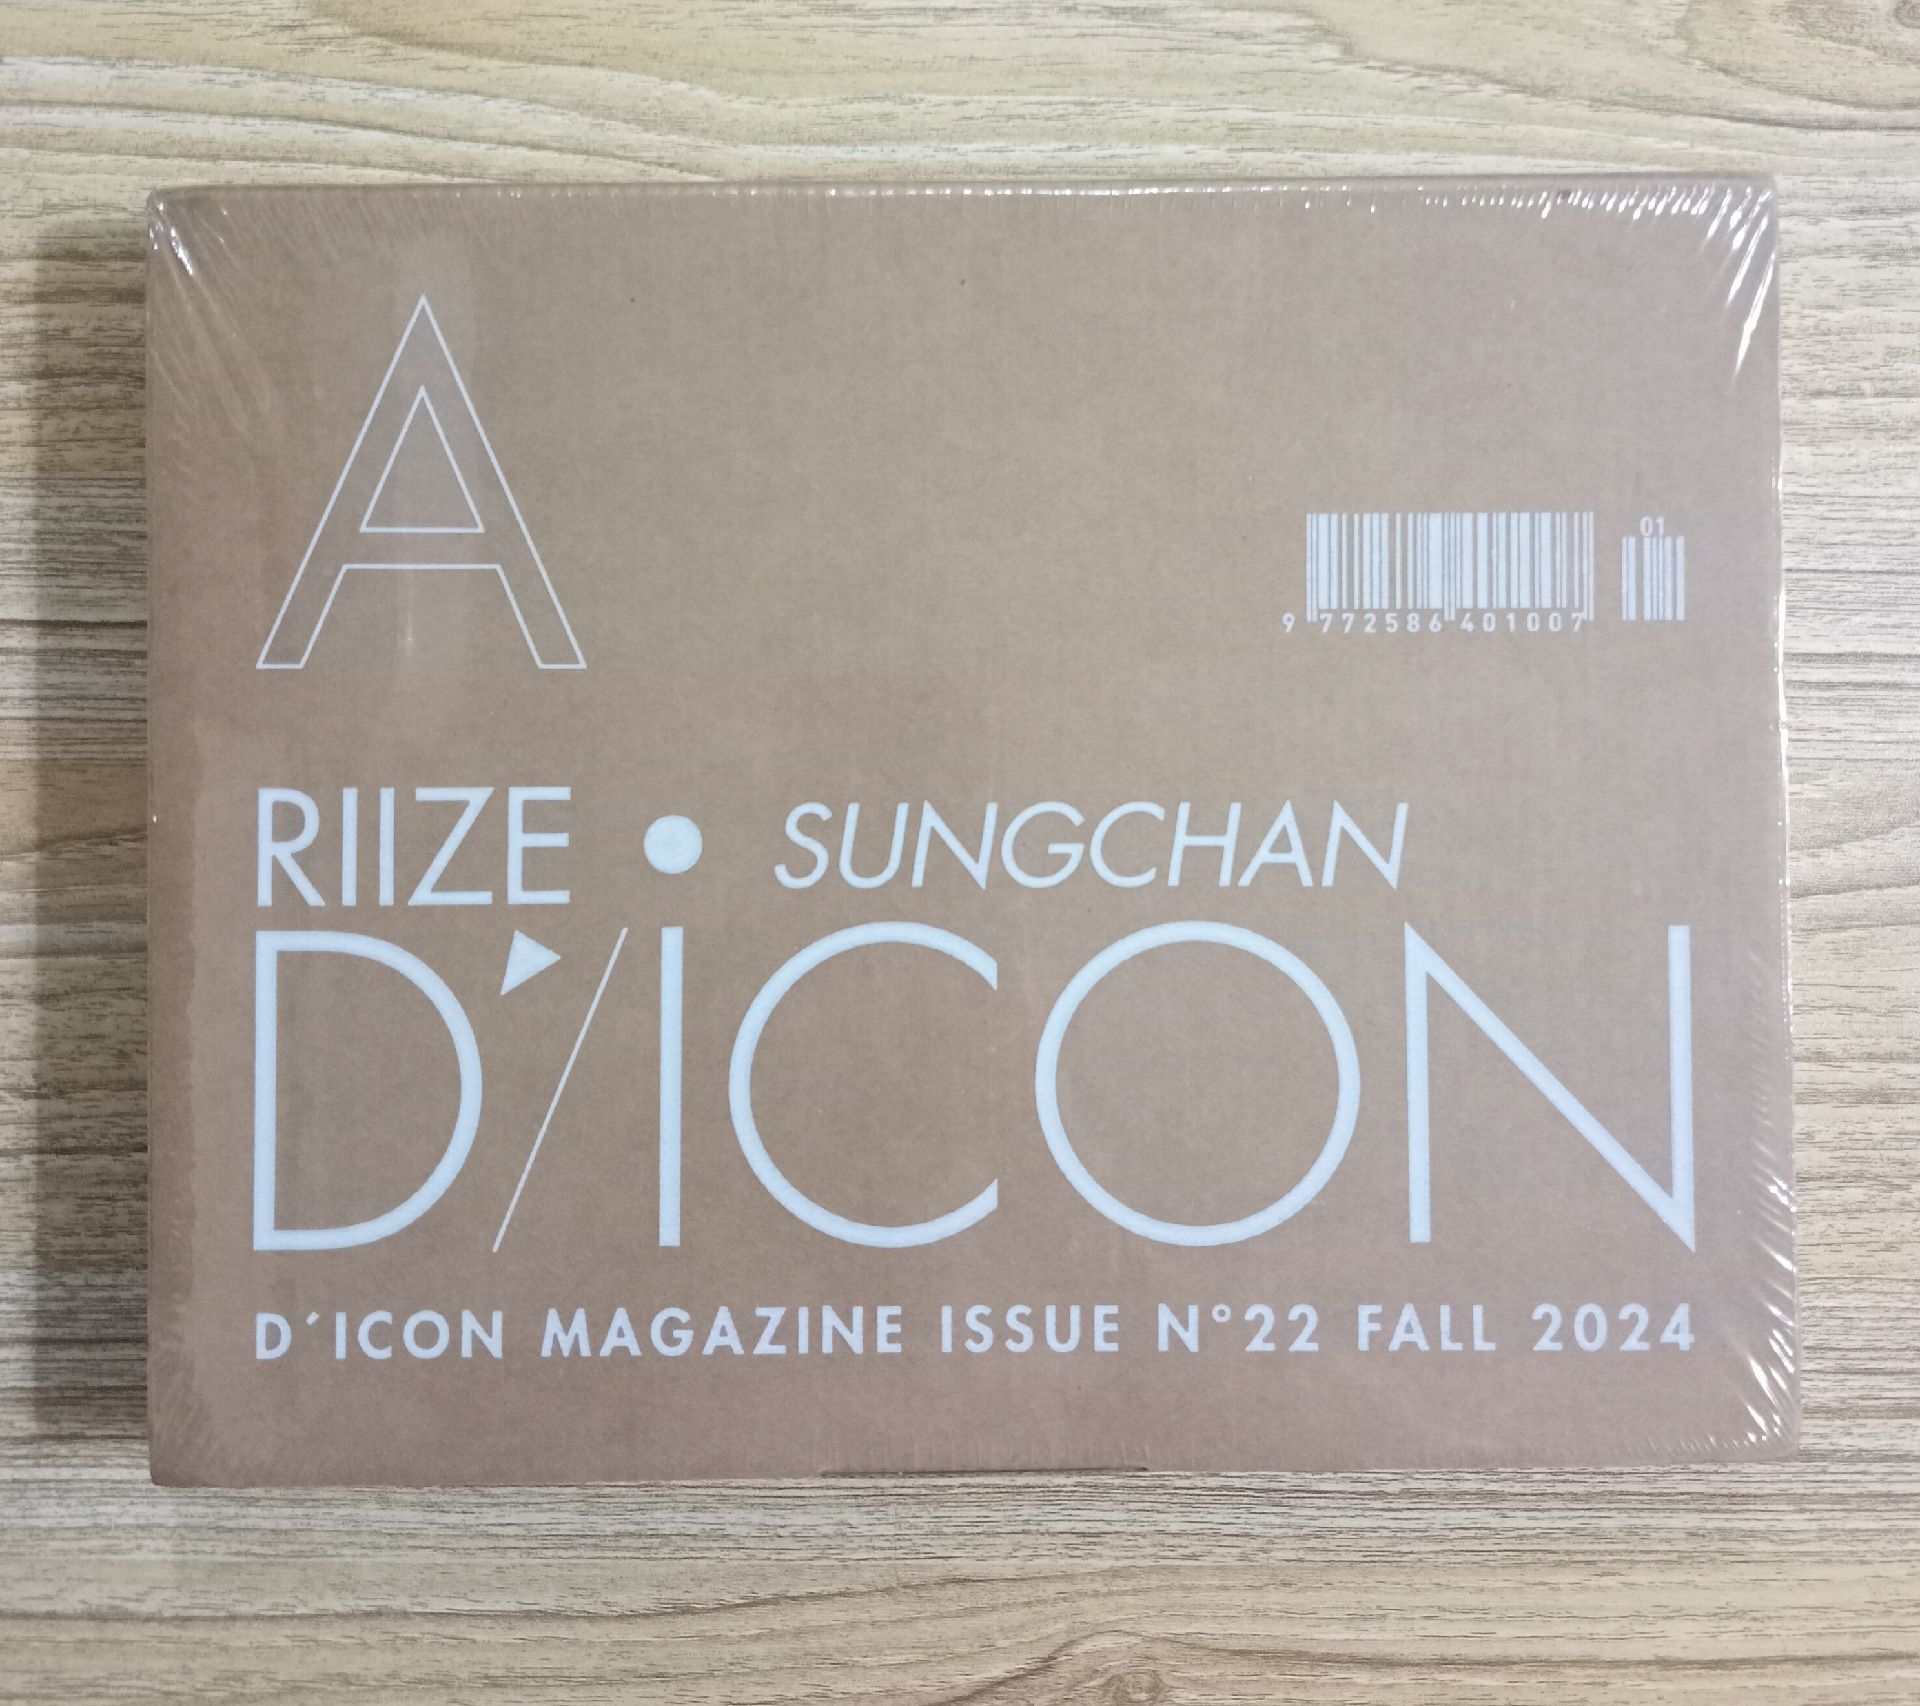 A
01
9 772586 401007
RIIZE • SUNGCHAN
D'/ICON
D'ICON MAGAZINE ISSUE N°22 FALL 2024